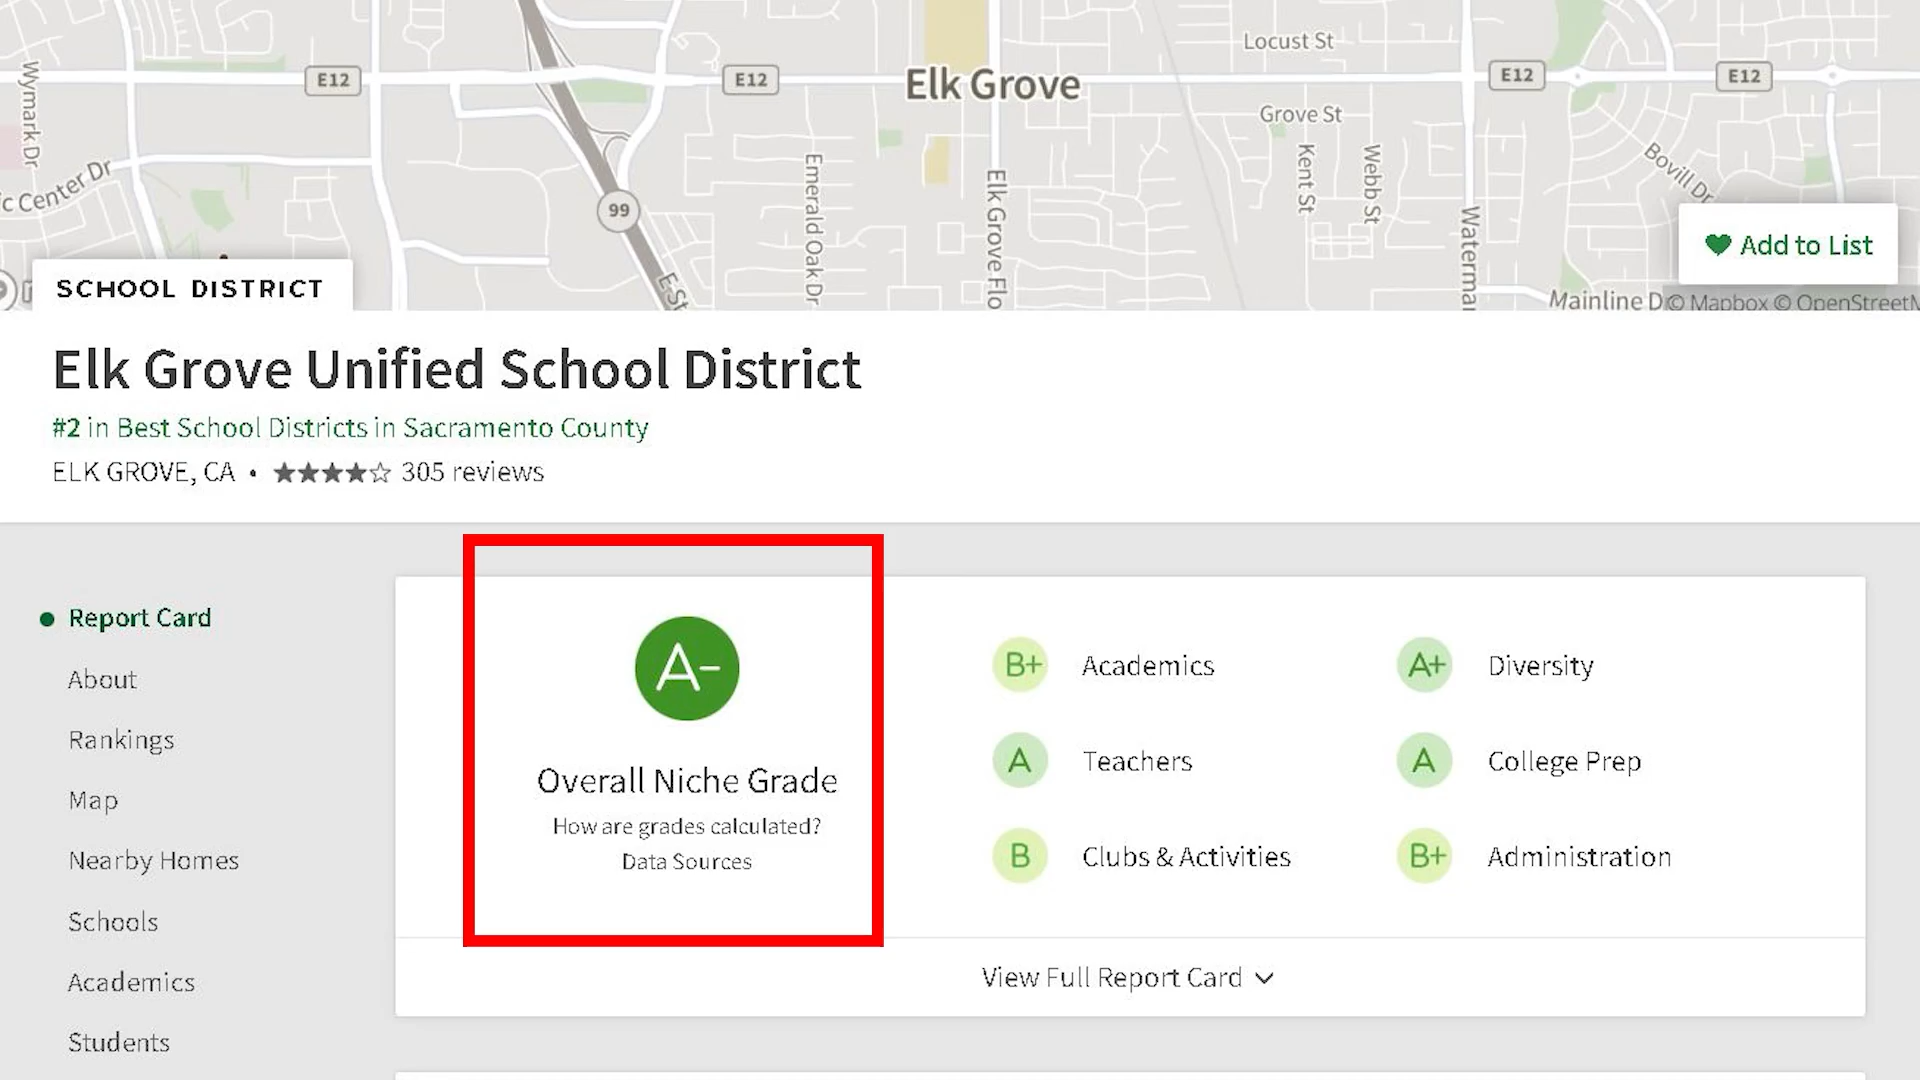 Locust St
E12
E12
Elk Grove
E12
E12
Grove St
Wymark Dr
Center Dr
Emerald Oak Dr
Elk Grove Flo
Kent St
Webb St
Bovill Dr
99
Waterman
Add to List
E St
Mainline D
© Mapbox © OpenStreetM
SCHOOL DISTRICT
Elk Grove Unified School District
#2 in Best School Districts in Sacramento County
ELK GROVE, CA • ★★★★☆ 305 reviews
Report Card
About
Rankings
Map
Nearby Homes
Schools
Academics
Students
A-
Overall Niche Grade
How are grades calculated?
Data Sources
B+ Academics
A+ Diversity
A Teachers
A College Prep
B Clubs & Activities
B+ Administration
View Full Report Card